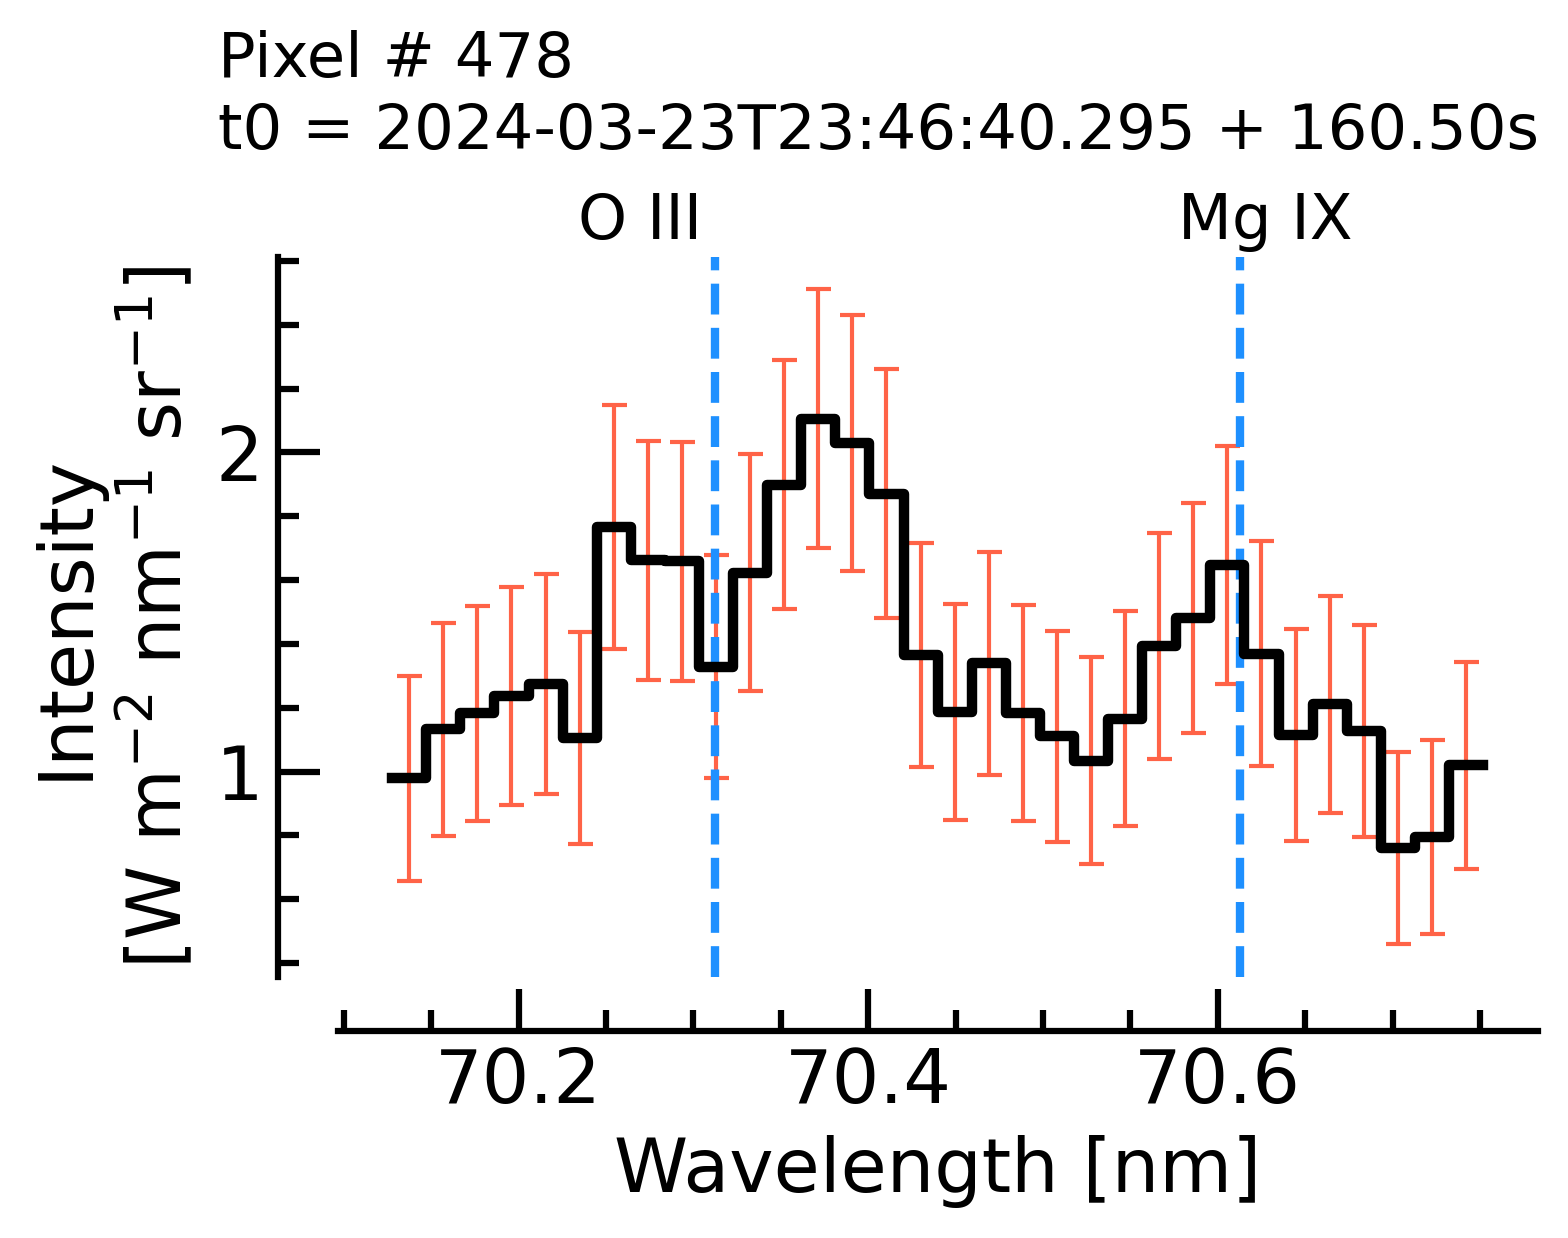 Pixel # 478
t0 = 2024-03-23T23:46:40.295 + 160.50s
O III
Mg IX
Intensity
[W m⁻² nm⁻¹ sr⁻¹]
2
1
70.2
70.4
70.6
Wavelength [nm]